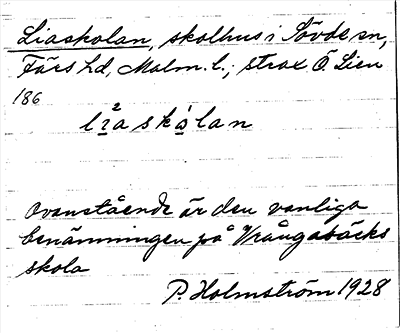 Liaskolan, skolhus i Sövde sn,
Färs hd, Malm. l.; strax Ö. Lien
186
l i2a s k å l a n
Ovanstående är den vanliga
benämningen på Vrångabäcks
skola
P. Holmström 1928